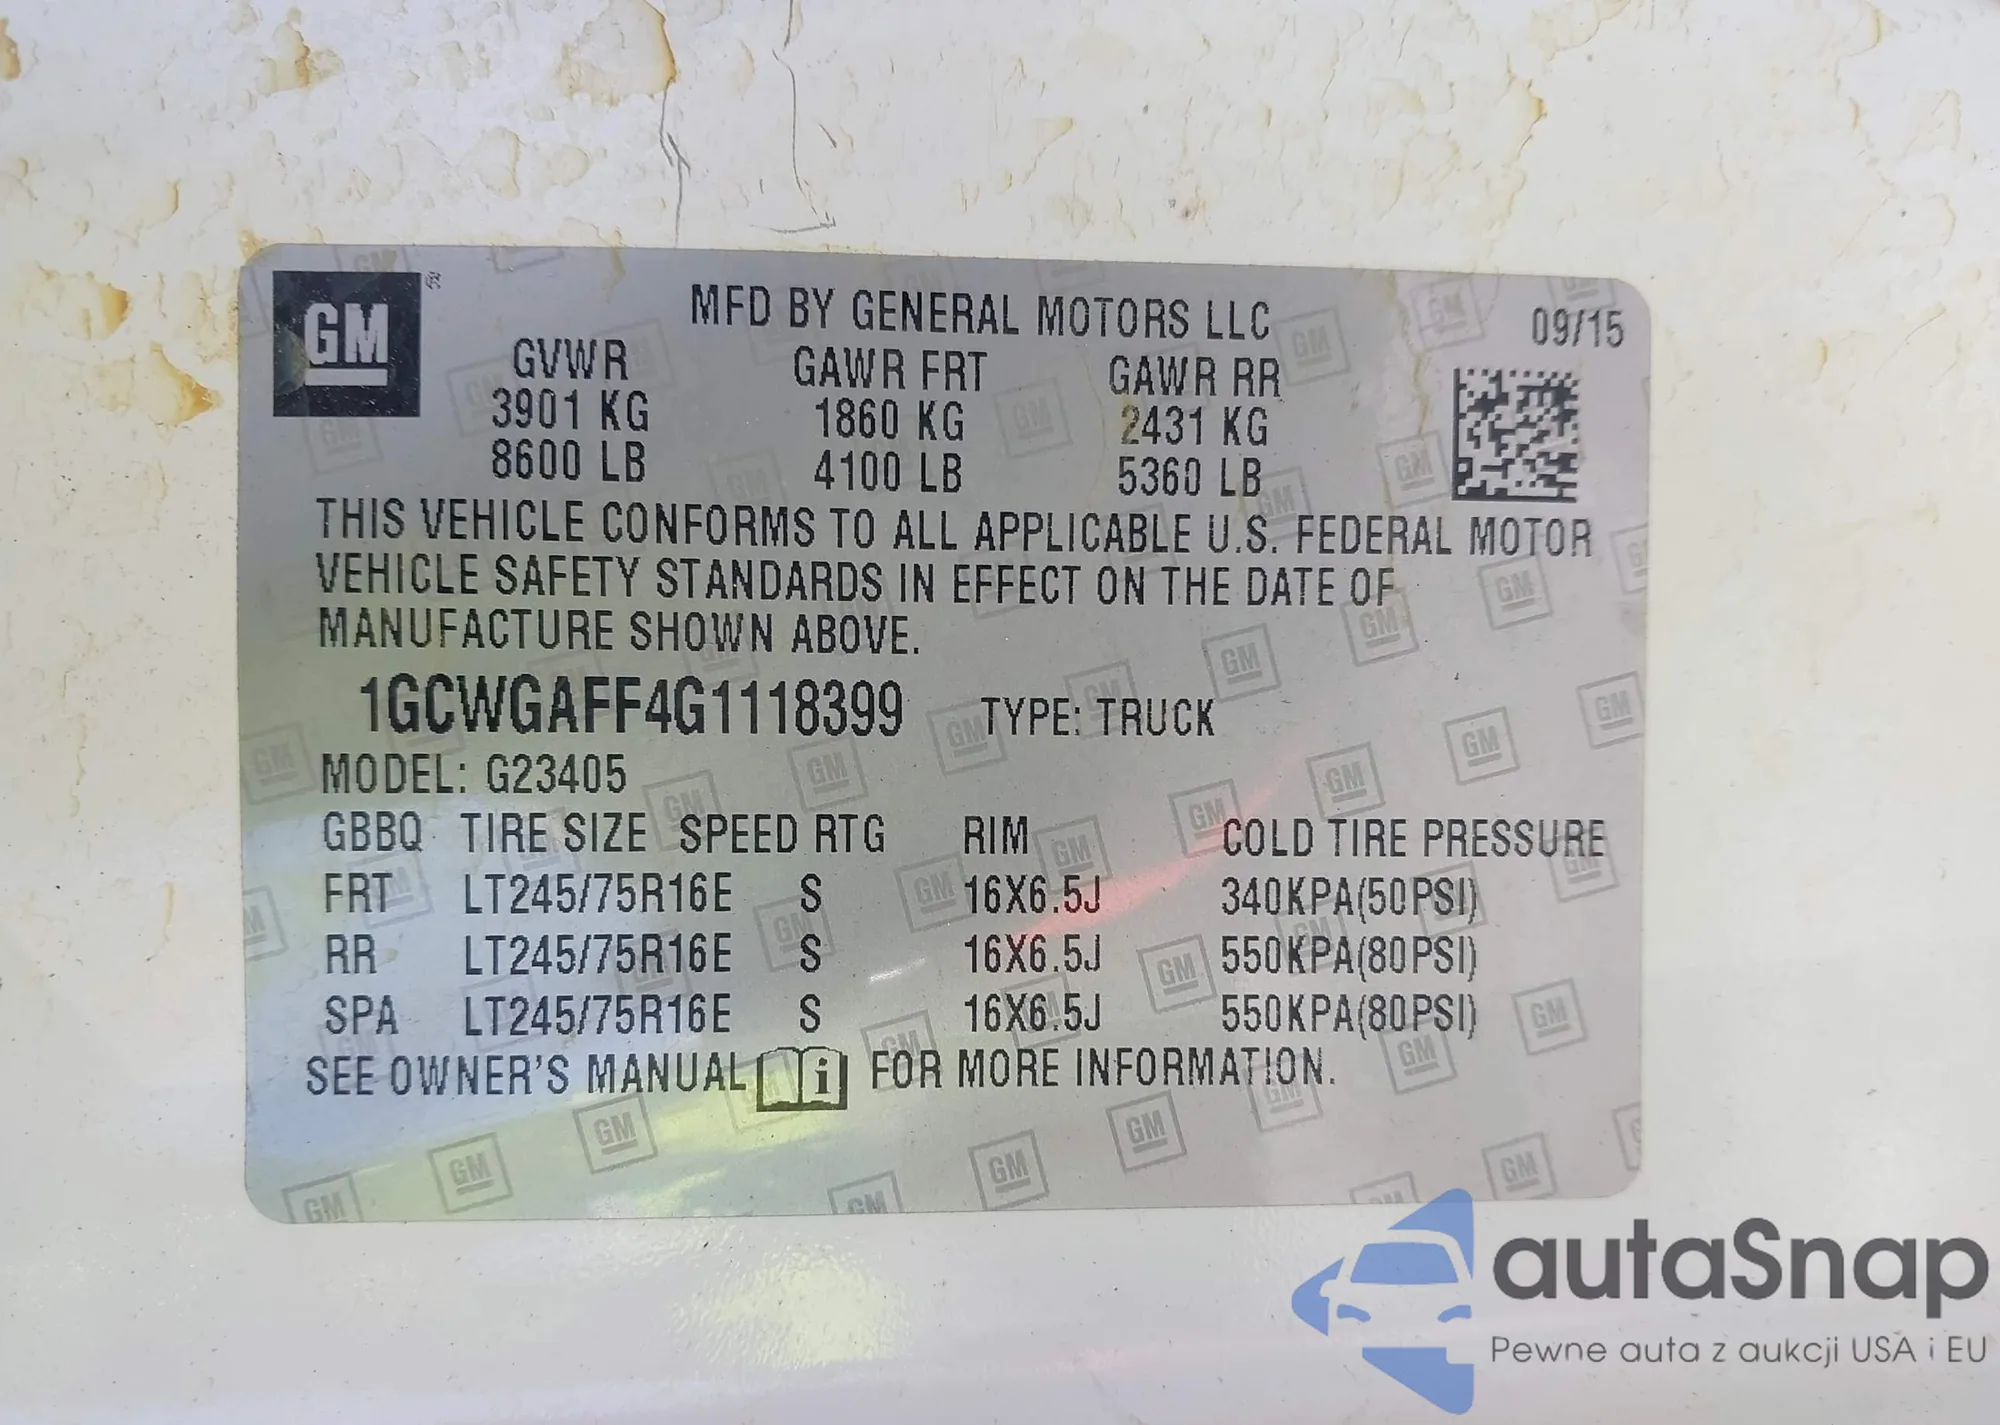 GM ®
MFD BY GENERAL MOTORS LLC 09/15
GVWR GAWR FRT GAWR RR
3901 KG 1860 KG 2431 KG
8600 LB 4100 LB 5360 LB
THIS VEHICLE CONFORMS TO ALL APPLICABLE U.S. FEDERAL MOTOR
VEHICLE SAFETY STANDARDS IN EFFECT ON THE DATE OF
MANUFACTURE SHOWN ABOVE.
1GCWGAFF4G1118399 TYPE: TRUCK
MODEL: G23405
GBBQ TIRE SIZE SPEED RTG RIM COLD TIRE PRESSURE
FRT LT245/75R16E S 16X6.5J 340KPA(50PSI)
RR LT245/75R16E S 16X6.5J 550KPA(80PSI)
SPA LT245/75R16E S 16X6.5J 550KPA(80PSI)
SEE OWNER'S MANUAL i FOR MORE INFORMATION.
autaSnap
Pewne auta z aukcji USA i EU